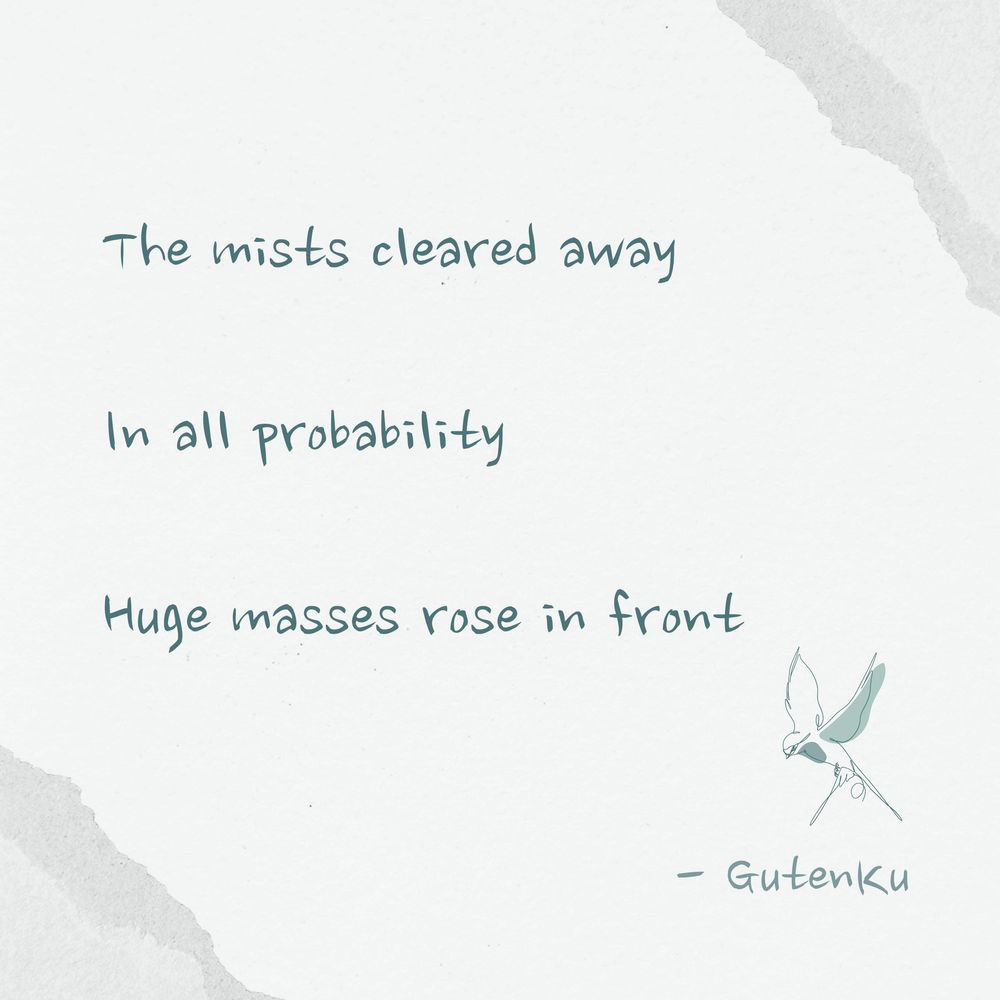 The mists cleared away
In all probability
Huge masses rose in front
- GutenKu